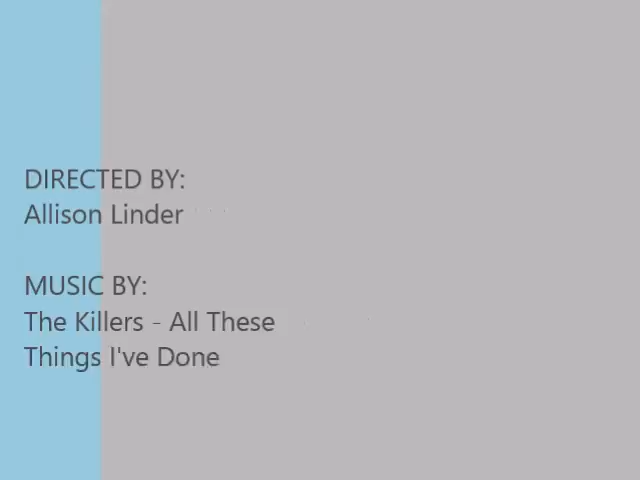 DIRECTED BY:
Allison Linder
MUSIC BY:
The Killers - All These
Things I've Done